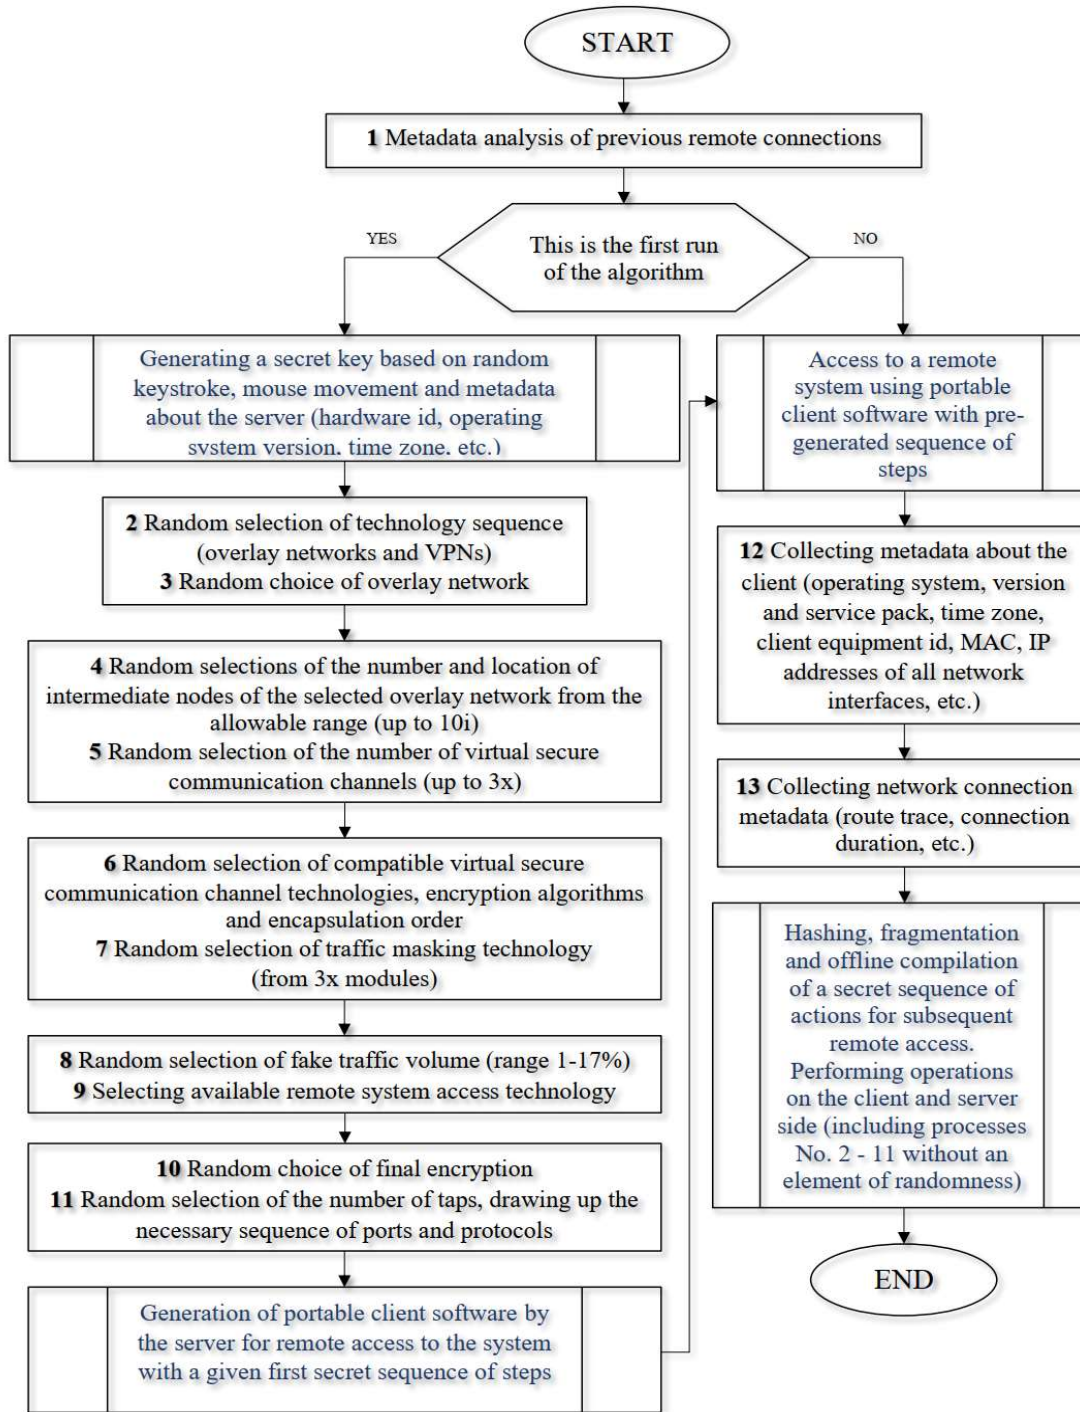 START
1 Metadata analysis of previous remote connections
YES
This is the first run
of the algorithm
NO
Generating a secret key based on random
keystroke, mouse movement and metadata
about the server (hardware id, operating
system version, time zone, etc.)
2 Random selection of technology sequence
(overlay networks and VPNs)
3 Random choice of overlay network
4 Random selections of the number and location of
intermediate nodes of the selected overlay network from the
allowable range (up to 10i)
5 Random selection of the number of virtual secure
communication channels (up to 3x)
6 Random selection of compatible virtual secure
communication channel technologies, encryption algorithms
and encapsulation order
7 Random selection of traffic masking technology
(from 3x modules)
8 Random selection of fake traffic volume (range 1-17%)
9 Selecting available remote system access technology
10 Random choice of final encryption
11 Random selection of the number of taps, drawing up the
necessary sequence of ports and protocols
Generation of portable client software by
the server for remote access to the system
with a given first secret sequence of steps
Access to a remote
system using portable
client software with pre-
generated sequence of
steps
12 Collecting metadata about the
client (operating system, version
and service pack, time zone,
client equipment id, MAC, IP
addresses of all network
interfaces, etc.)
13 Collecting network connection
metadata (route trace, connection
duration, etc.)
Hashing, fragmentation
and offline compilation
of a secret sequence of
actions for subsequent
remote access.
Performing operations
on the client and server
side (including processes
No. 2 - 11 without an
element of randomness)
END